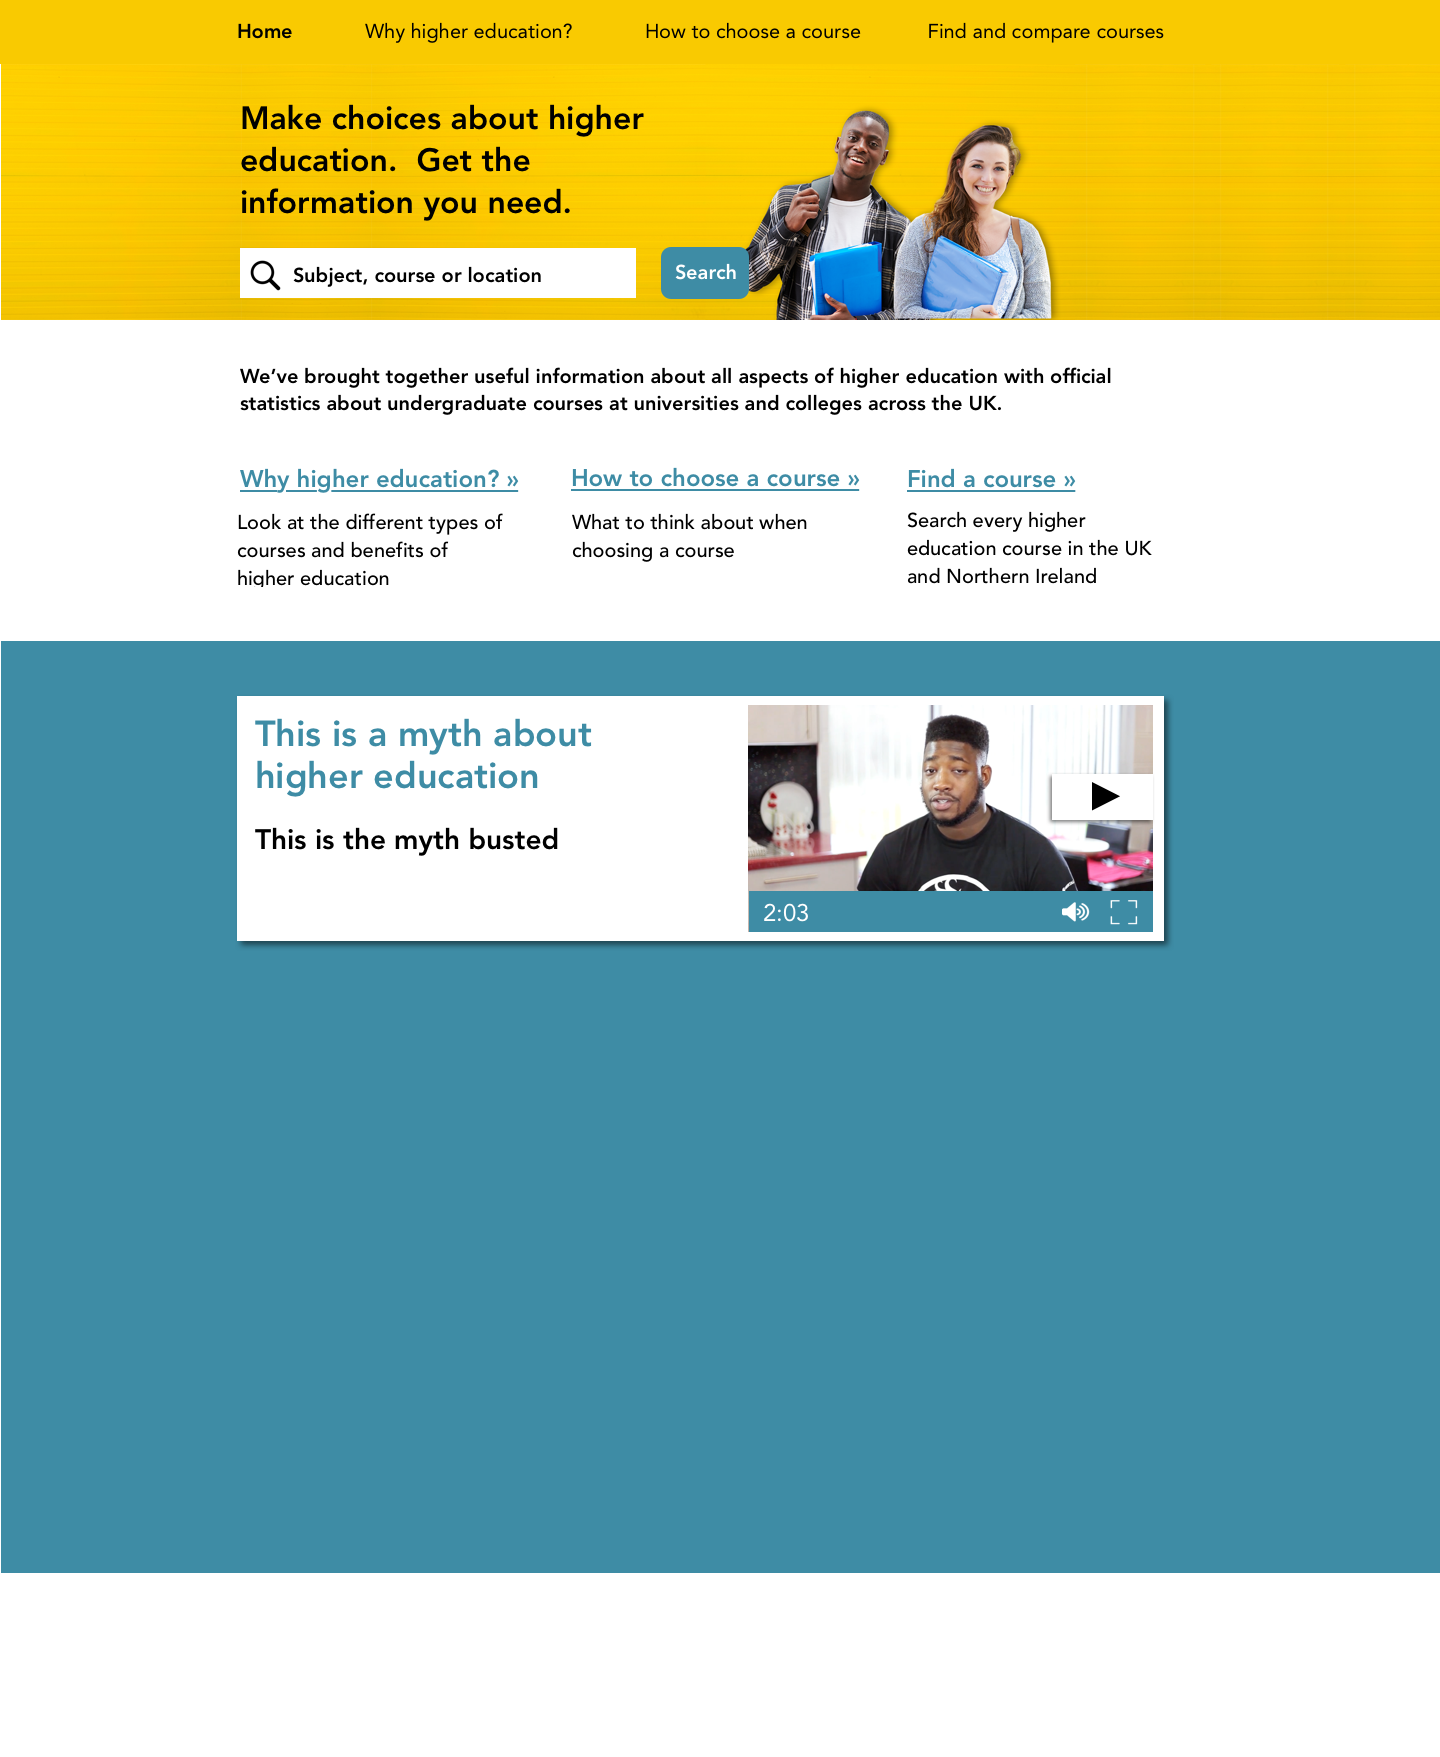 Home Why higher education? How to choose a course Find and compare courses
Make choices about higher
education. Get the
information you need.
Subject, course or location
Search
We've brought together useful information about all aspects of higher education with official
statistics about undergraduate courses at universities and colleges across the UK.
Why higher education? »
Look at the different types of
courses and benefits of
higher education
How to choose a course »
What to think about when
choosing a course
Find a course »
Search every higher
education course in the UK
and Northern Ireland
This is a myth about
higher education
This is the myth busted
2:03